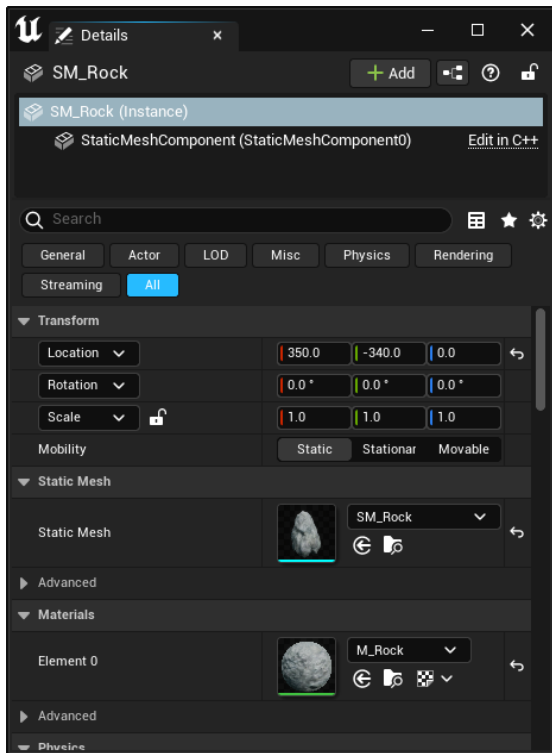 Details
SM_Rock
Add
SM_Rock (Instance)
StaticMeshComponent (StaticMeshComponent0) Edit in C++
Search
General Actor LOD Misc Physics Rendering
Streaming All
Transform
Location 350.0 -340.0 0.0
Rotation 0.0 ° 0.0 ° 0.0 °
Scale 1.0 1.0 1.0
Mobility Static Stationar Movable
Static Mesh
Static Mesh SM_Rock
Advanced
Materials
Element 0 M_Rock
Advanced
Physics